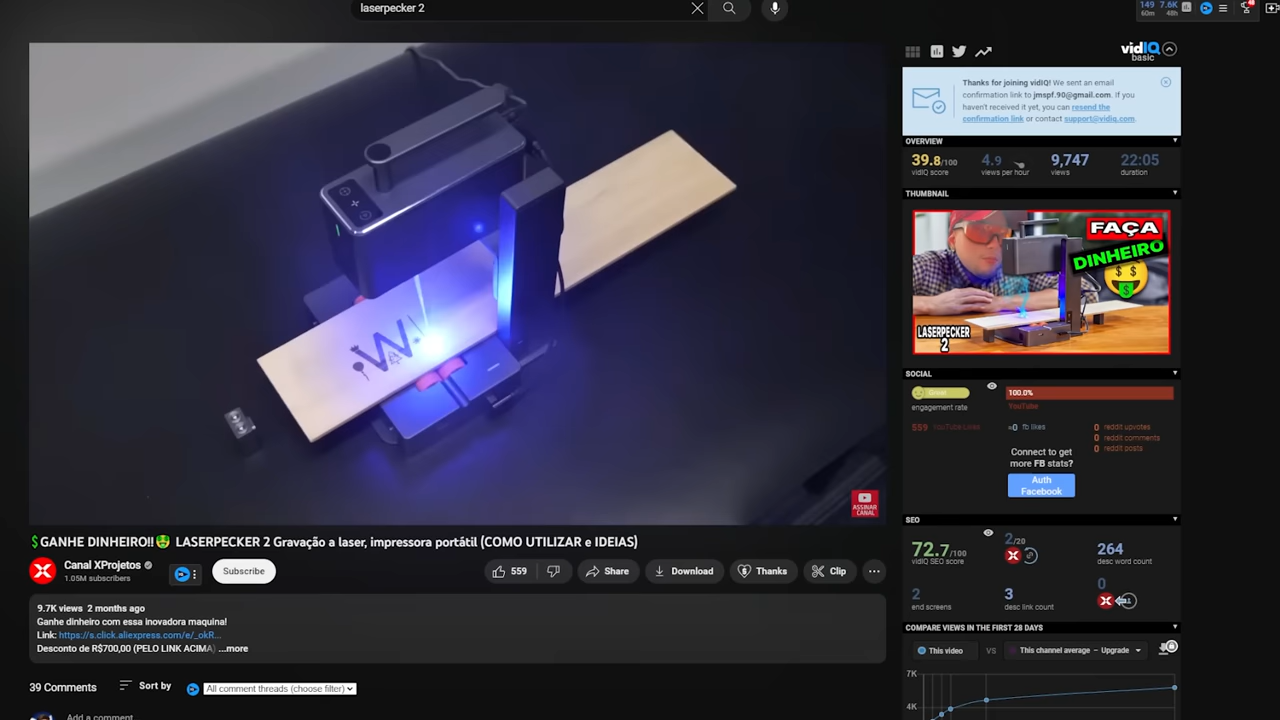 laserpecker 2
149 7.6K
60m 48h
vidIQ
basic
Thanks for joining vidIQ! We sent an email
confirmation link to jmspf.90@gmail.com. If you
haven't received it yet, you can resend the
confirmation link or contact support@vidiq.com.
OVERVIEW
39.8/100 4.9 9,747 22:05
vidIQ score views per hour views duration
THUMBNAIL
FAÇA
DINHEIRO
LASERPECKER
2
W
ASSINAR
CANAL
SOCIAL
100.0%
engagement rate YouTube
559 YouTube Likes ≈0 fb likes 0 reddit upvotes
0 reddit comments
0 reddit posts
Connect to get
more FB stats?
Auth
Facebook
SEO
72.7/100 2/20 264
vidIQ SEO score desc word count
2 3 0
end screens desc link count
COMPARE VIEWS IN THE FIRST 28 DAYS
This video VS This channel average – Upgrade
7K
4K
$GANHE DINHEIRO!!🤑 LASERPECKER 2 Gravação a laser, impressora portátil (COMO UTILIZAR e IDEIAS)
Canal XProjetos
1.05M subscribers
Subscribe
559 Share Download Thanks Clip
9.7K views 2 months ago
Ganhe dinheiro com essa inovadora maquina!
Link: https://s.click.aliexpress.com/e/_okR...
Desconto de R$700,00 (PELO LINK ACIMA) ...more
39 Comments Sort by All comment threads (choose filter)
Add a comment